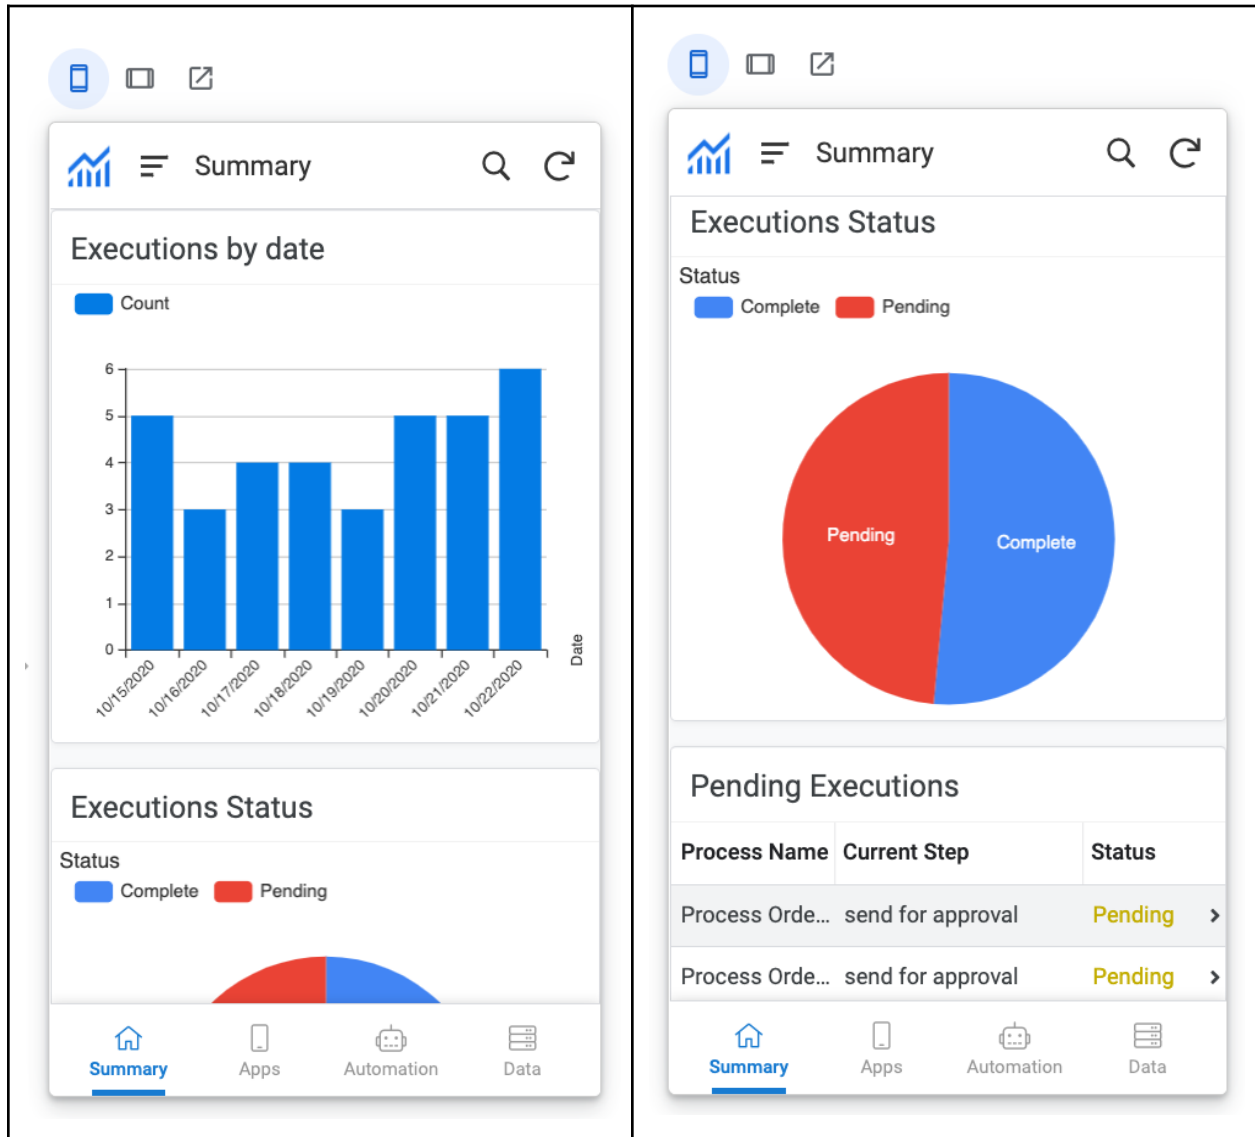 Summary
Executions by date
Count
6
5
4
3
2
1
0
Date
10/15/2020
10/16/2020
10/17/2020
10/18/2020
10/19/2020
10/20/2020
10/21/2020
10/22/2020
Executions Status
Status
Complete Pending
Summary Apps Automation Data
Summary
Executions Status
Status
Complete Pending
Pending Complete
Pending Executions
Process Name Current Step Status
Process Orde... send for approval Pending
Process Orde... send for approval Pending
Summary Apps Automation Data